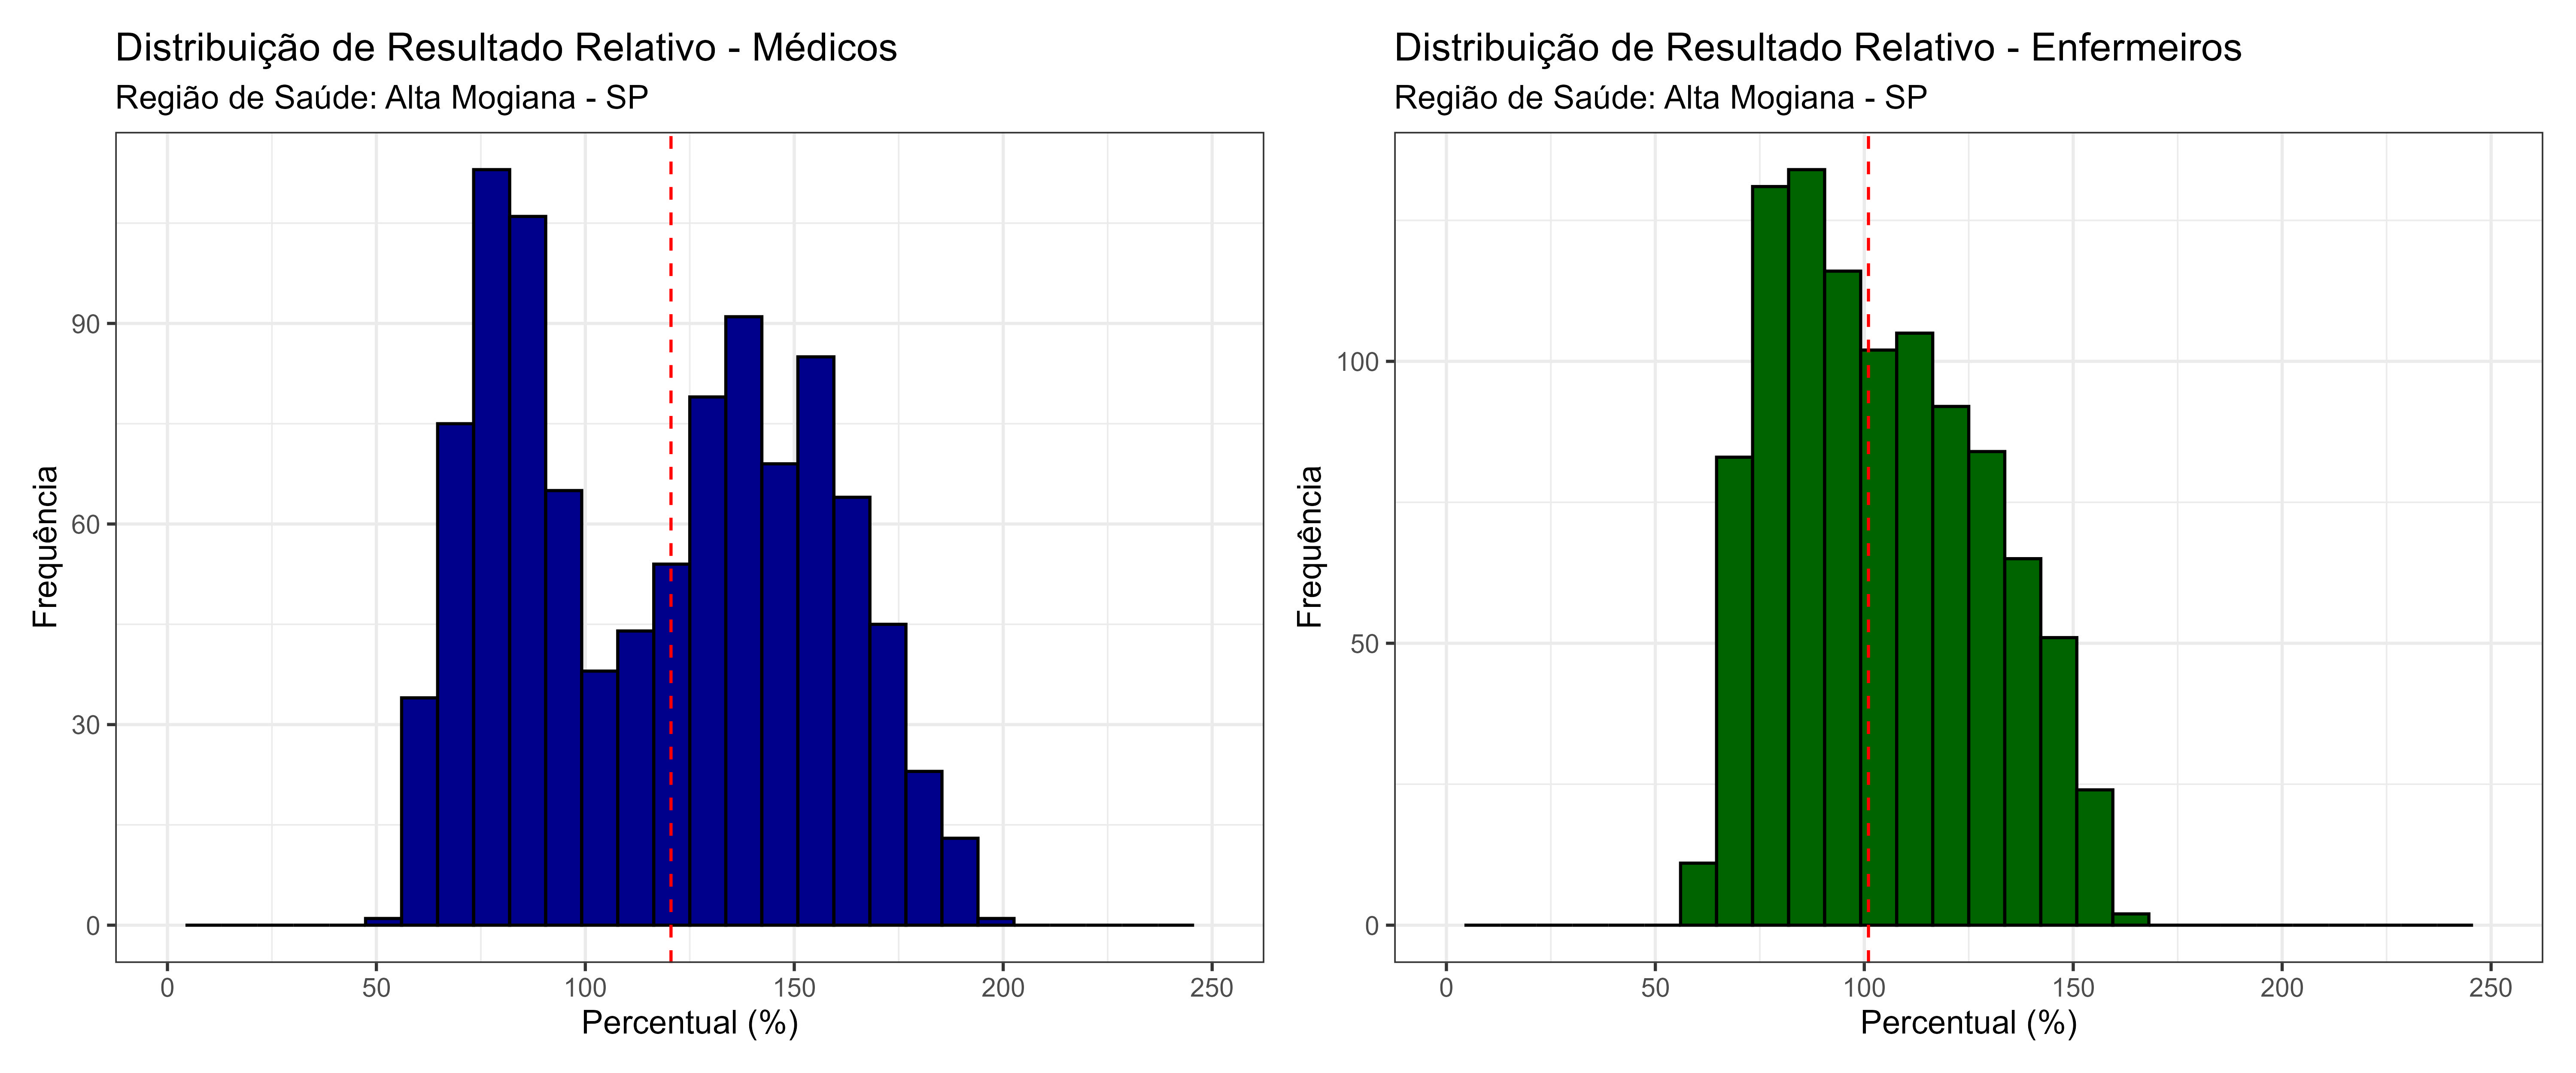 Distribuição de Resultado Relativo - Médicos
Região de Saúde: Alta Mogiana - SP
Frequência
90
60
30
0
0 50 100 150 200 250
Percentual (%)
Distribuição de Resultado Relativo - Enfermeiros
Região de Saúde: Alta Mogiana - SP
Frequência
100
50
0
0 50 100 150 200 250
Percentual (%)